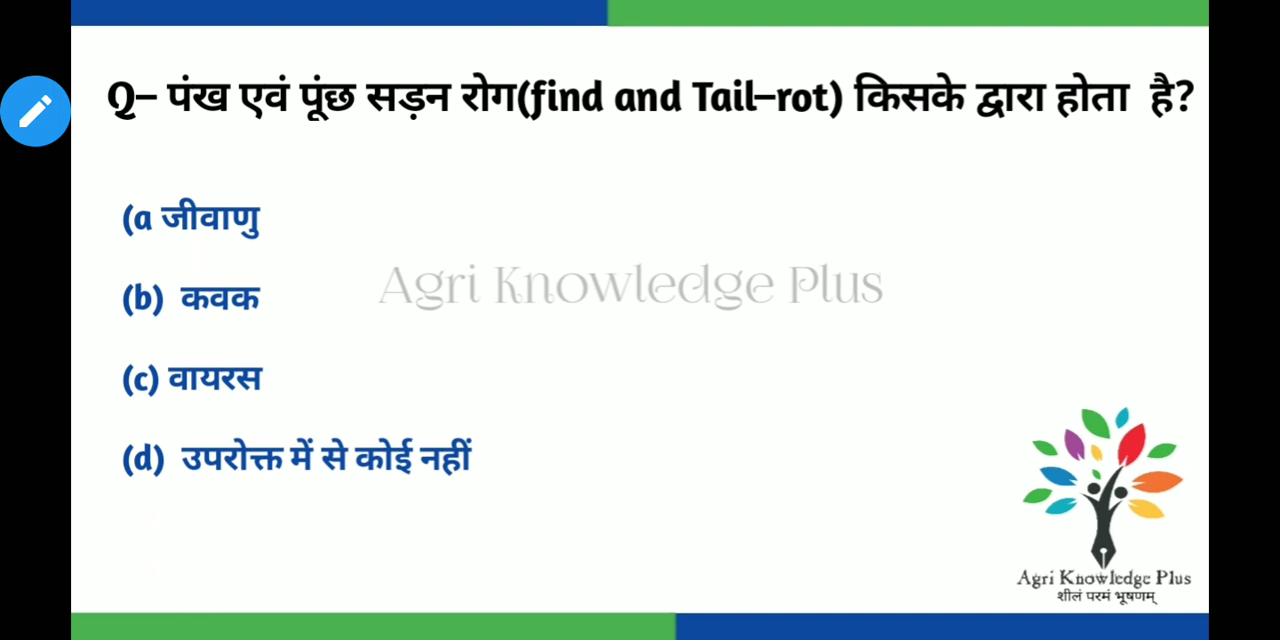 Q– पंख एवं पूंछ सड़न रोग(find and Tail–rot) किसके द्वारा होता है?
(a जीवाणु
(b) कवक
Agri Knowledge Plus
(c) वायरस
(d) उपरोक्त में से कोई नहीं
Agri Knowledge Plus
शीलं परमं भूषणम्